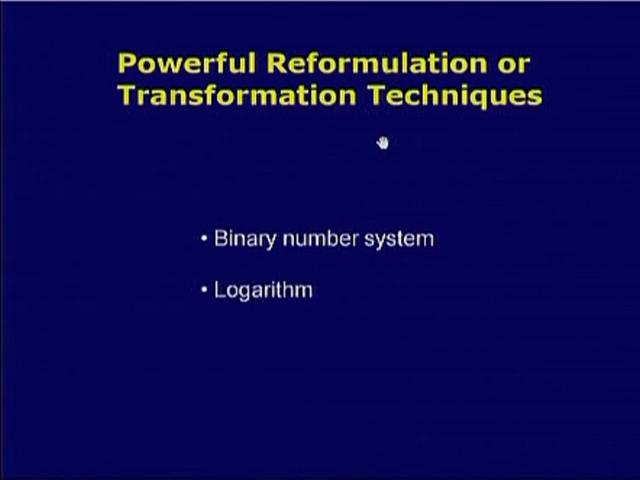 Powerful Reformulation or
Transformation Techniques
• Binary number system
• Logarithm